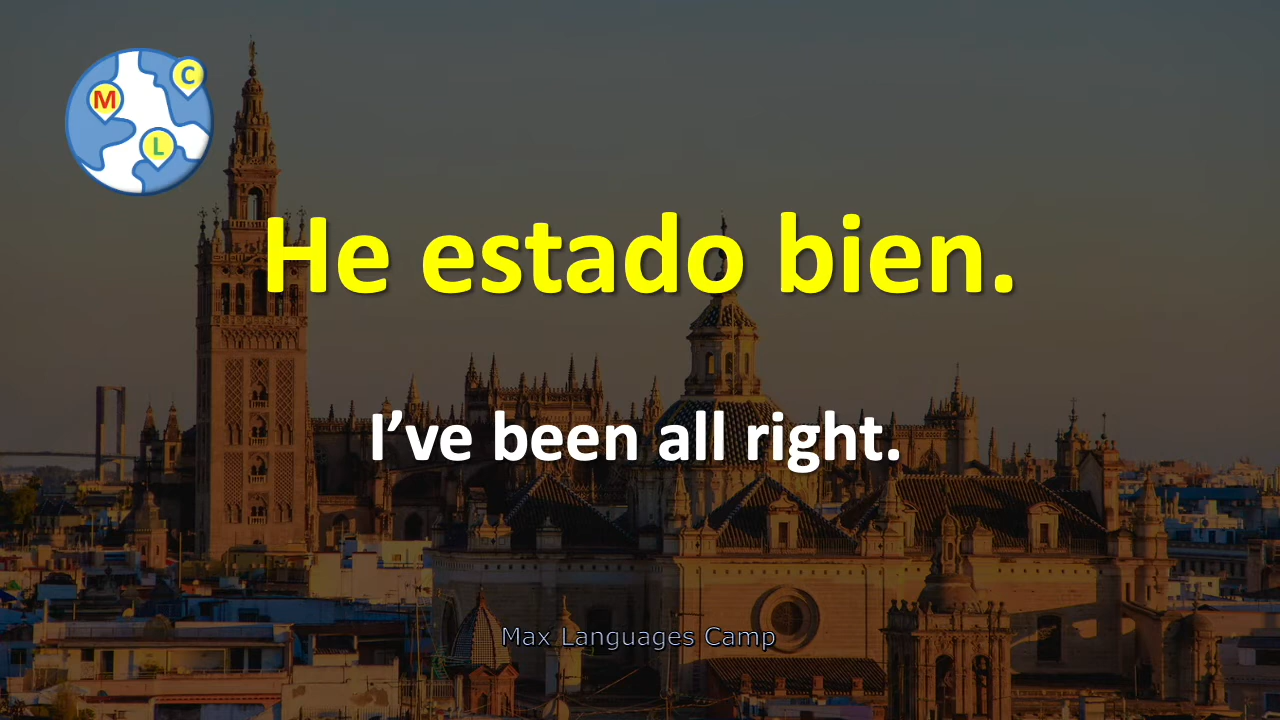 M
C
L
He estado bien.
I’ve been all right.
Max Languages Camp